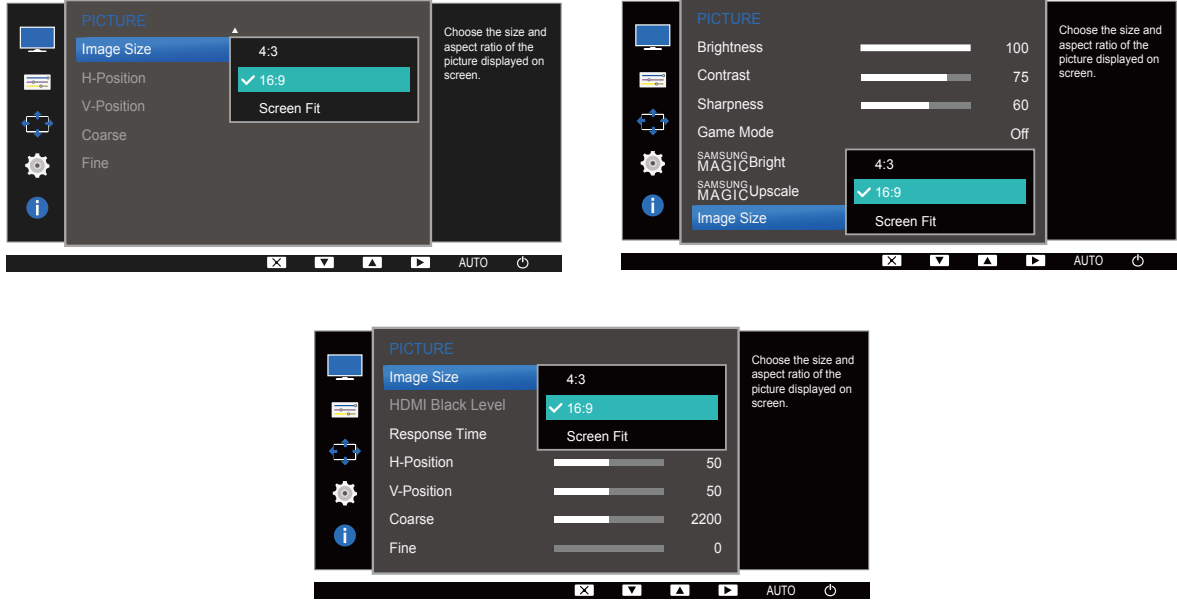 PICTURE
Image Size
H-Position
V-Position
Coarse
Fine
4:3
16:9
Screen Fit
Choose the size and
aspect ratio of the
picture displayed on
screen.
AUTO
PICTURE
Brightness 100
Contrast 75
Sharpness 60
Game Mode Off
SAMSUNG
MAGIC Bright
SAMSUNG
MAGIC Upscale
Image Size
4:3
16:9
Screen Fit
Choose the size and
aspect ratio of the
picture displayed on
screen.
AUTO
PICTURE
Image Size
HDMI Black Level
Response Time
4:3
16:9
Screen Fit
H-Position 50
V-Position 50
Coarse 2200
Fine 0
Choose the size and
aspect ratio of the
picture displayed on
screen.
AUTO